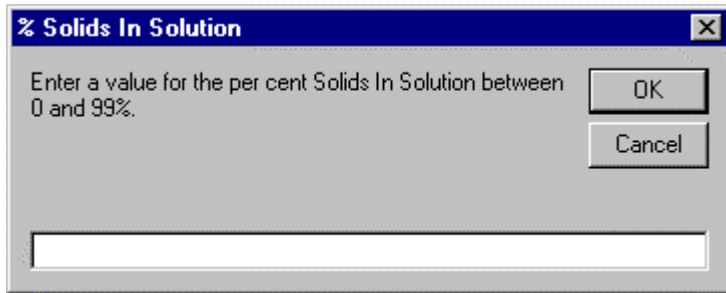 % Solids In Solution
Enter a value for the per cent Solids In Solution between
0 and 99%.
OK
Cancel